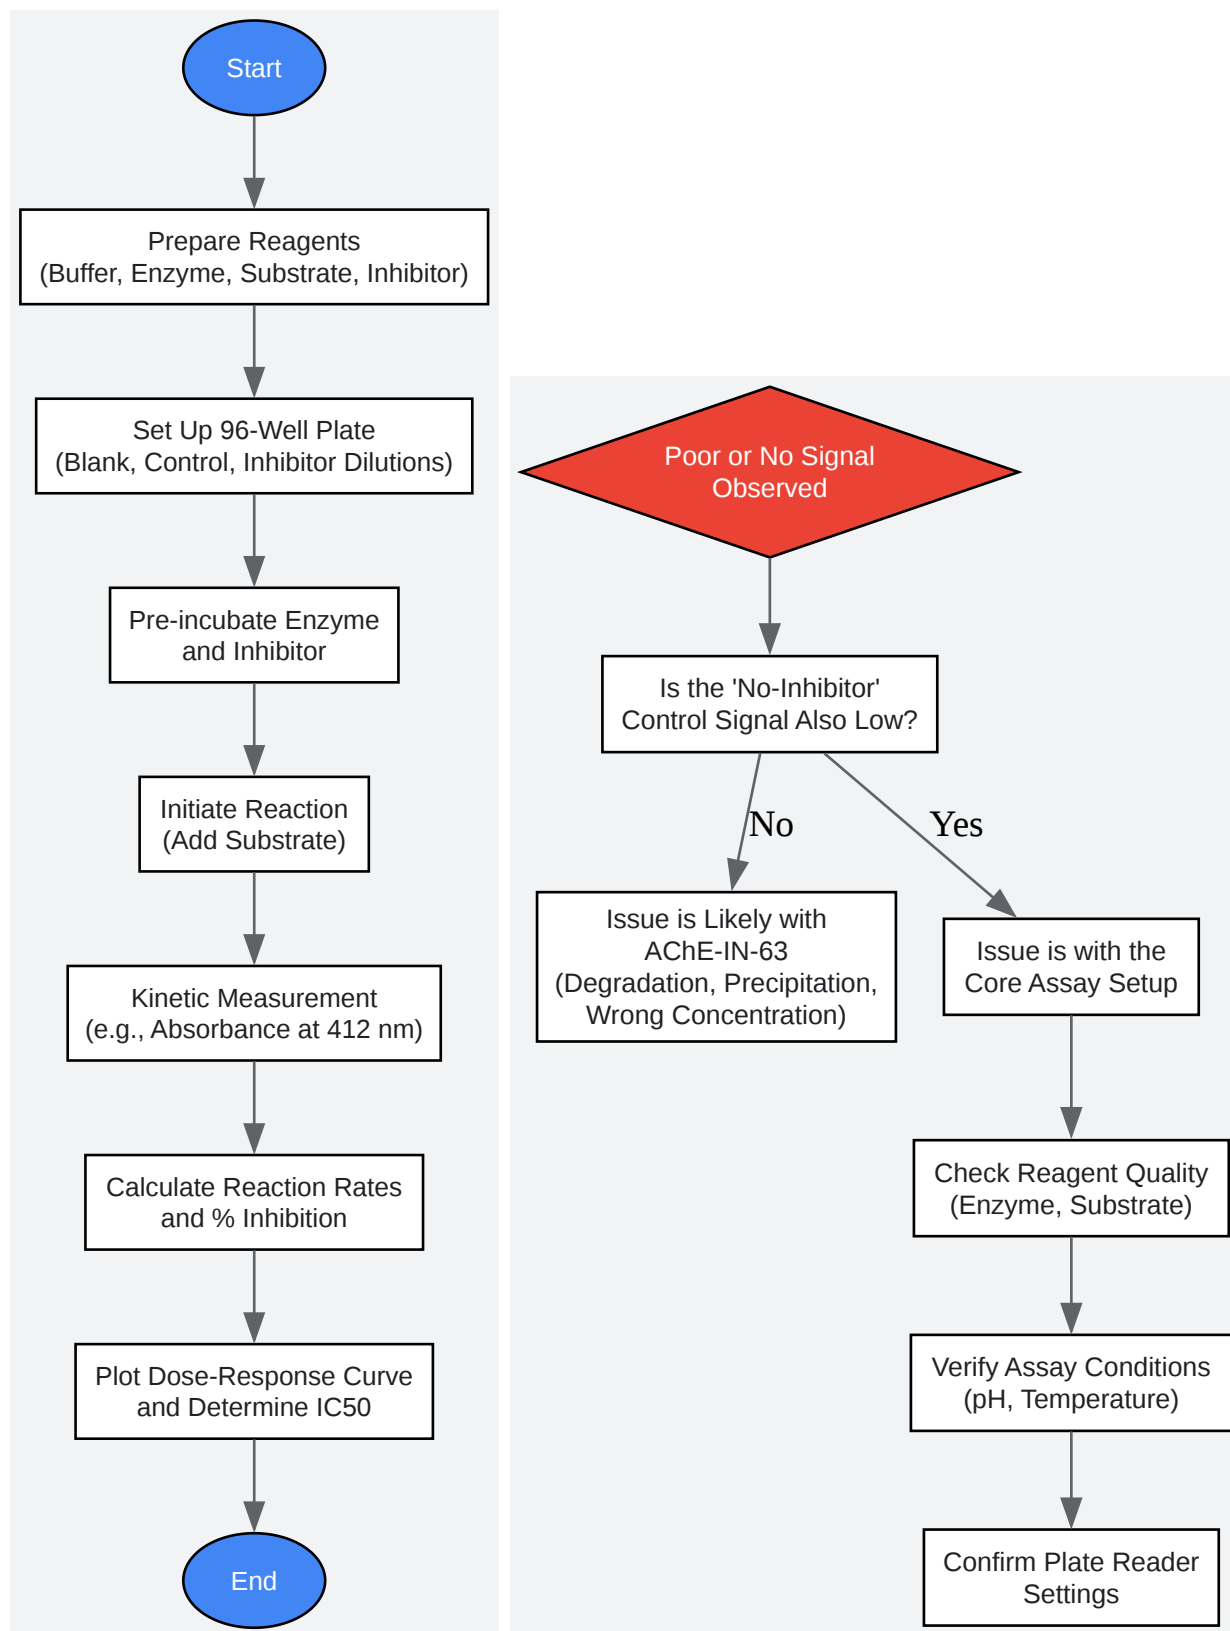 Start
Prepare Reagents
(Buffer, Enzyme, Substrate, Inhibitor)
Set Up 96-Well Plate
(Blank, Control, Inhibitor Dilutions)
Pre-incubate Enzyme
and Inhibitor
Initiate Reaction
(Add Substrate)
Kinetic Measurement
(e.g., Absorbance at 412 nm)
Calculate Reaction Rates
and % Inhibition
Plot Dose-Response Curve
and Determine IC50
End
Poor or No Signal
Observed
Is the 'No-Inhibitor'
Control Signal Also Low?
No
Yes
Issue is Likely with
AChE-IN-63
(Degradation, Precipitation,
Wrong Concentration)
Issue is with the
Core Assay Setup
Check Reagent Quality
(Enzyme, Substrate)
Verify Assay Conditions
(pH, Temperature)
Confirm Plate Reader
Settings